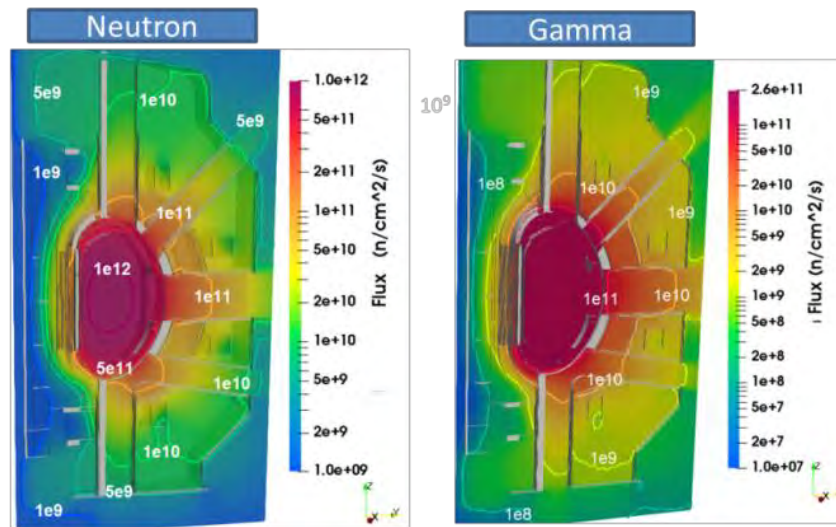 Neutron
5e9
1e10
5e9
1e9
1e11
1e12
1e11
5e11
1e10
1e10
5e9
1e9
1.0e+12
5e+11
2e+11
1e+11
5e+10
2e+10
1e+10
5e+9
2e+9
1.0e+09
Flux (n/cm^2/s)
Z
X
Y
Gamma
10⁹
1e9
1e8
1e10
1e9
1e11
1e10
1e10
1e9
1e8
2.6e+11
1e+11
5e+10
2e+10
1e+10
5e+9
2e+9
1e+9
5e+8
2e+8
1e+8
5e+7
2e+7
1.0e+07
Flux (n/cm^2/s)
Z
X
Y